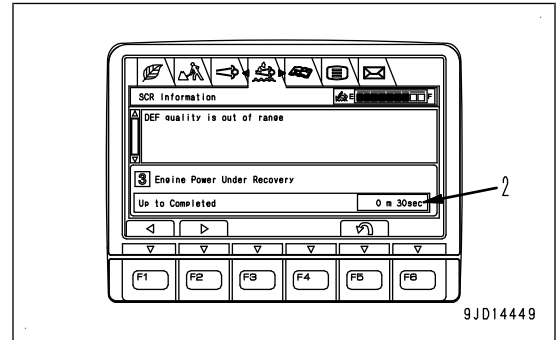 SCR Information
E F
DEF quality is out of range
3 Engine Power Under Recovery
Up to Completed 0 m 30sec
2
F1 F2 F3 F4 F5 F6
9JD14449